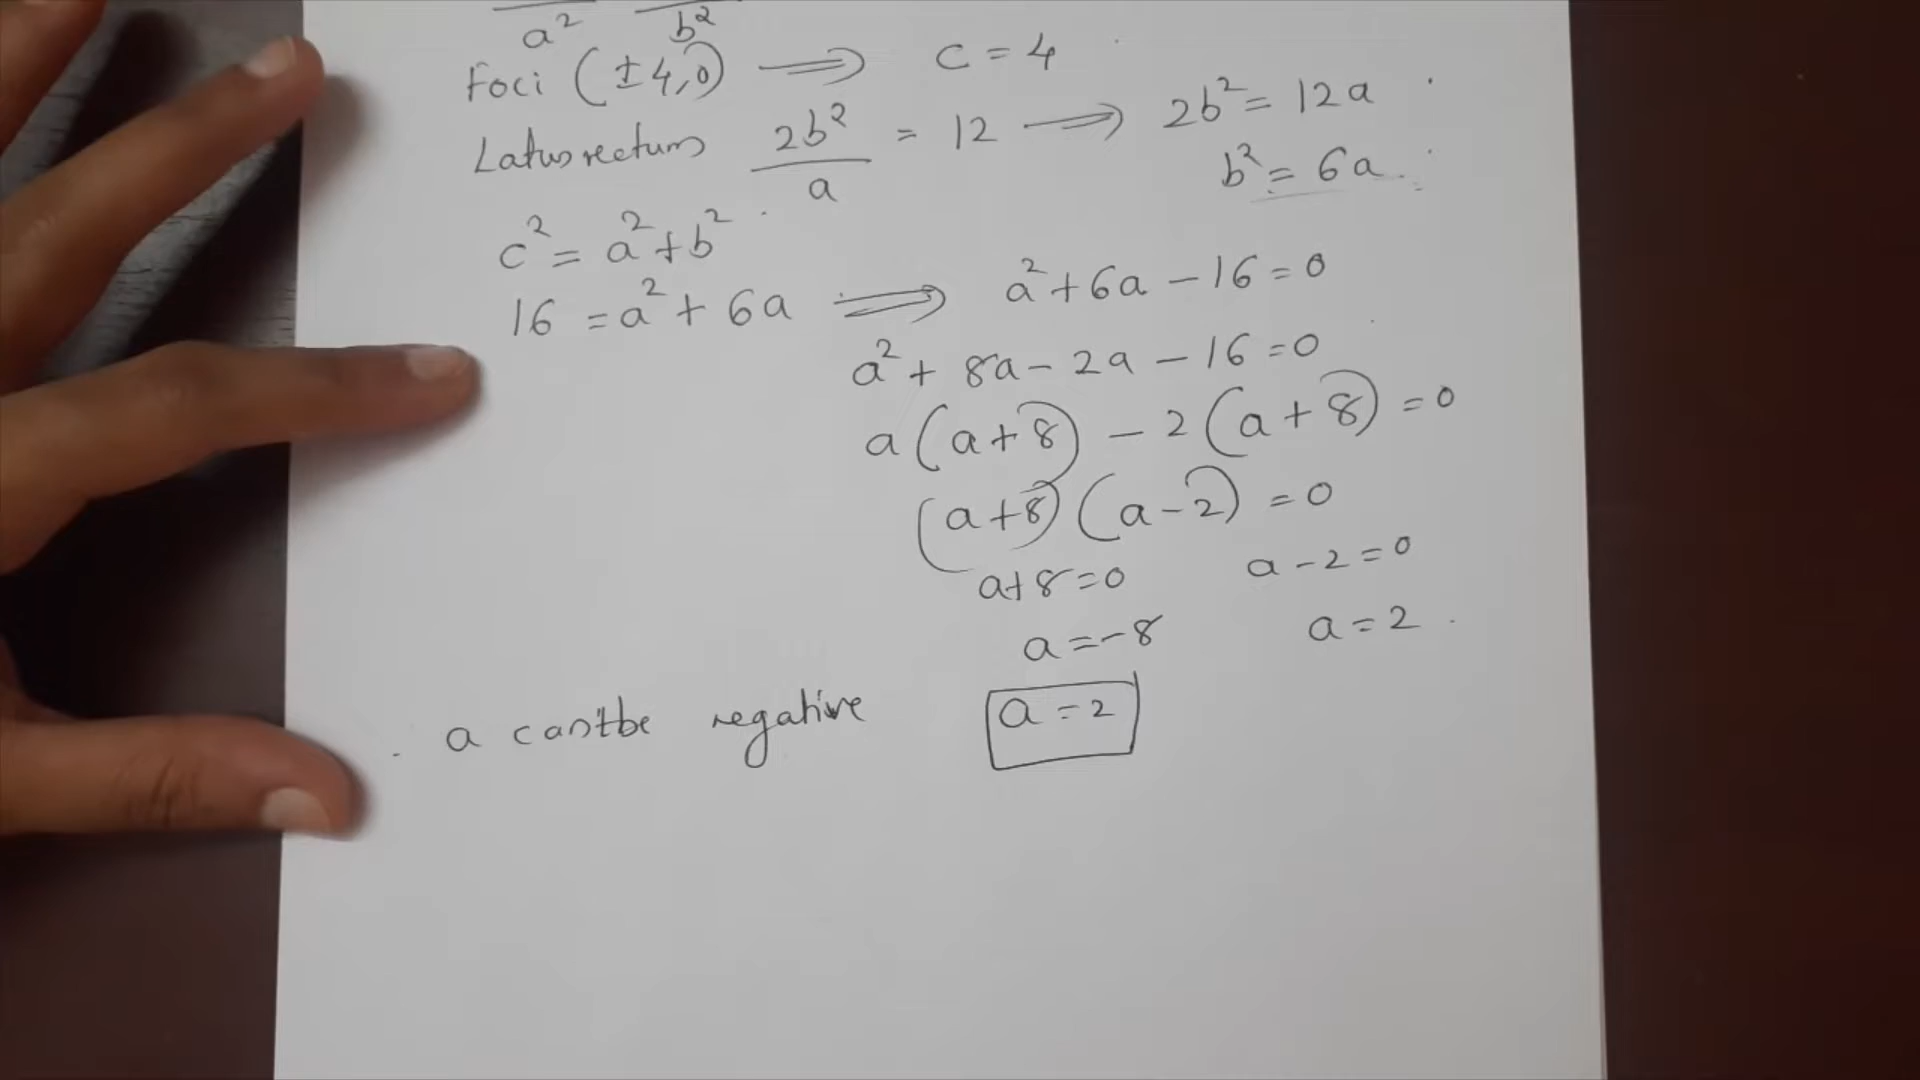 a² b²
Foci (±4,0) ⟹ c = 4
Latus rectum 2b²/a = 12 ⟹ 2b² = 12a
b² = 6a
c² = a² + b²
16 = a² + 6a ⟹ a² + 6a - 16 = 0
a² + 8a - 2a - 16 = 0
a(a+8) - 2(a+8) = 0
(a+8)(a-2) = 0
a+8=0 a-2=0
a=-8 a=2
a can't be negative a=2